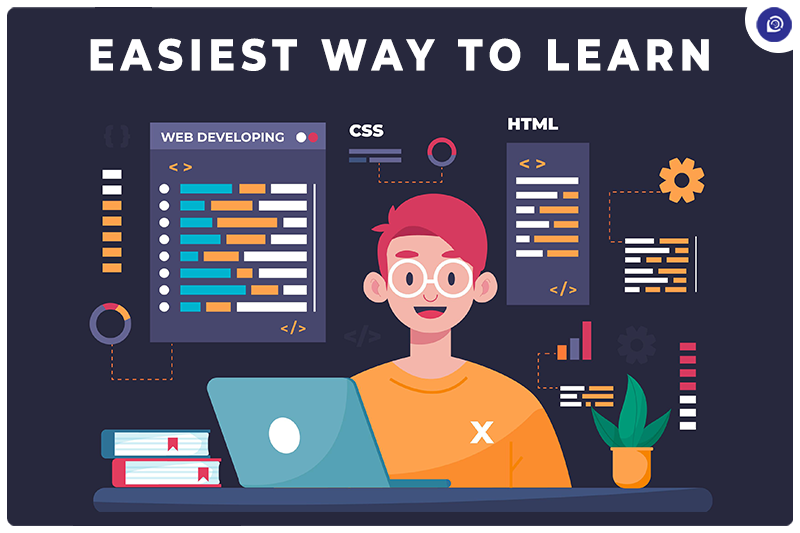 EASIEST WAY TO LEARN
{ }
WEB DEVELOPING
CSS
HTML
< >
< >
</>
</>
</>
X